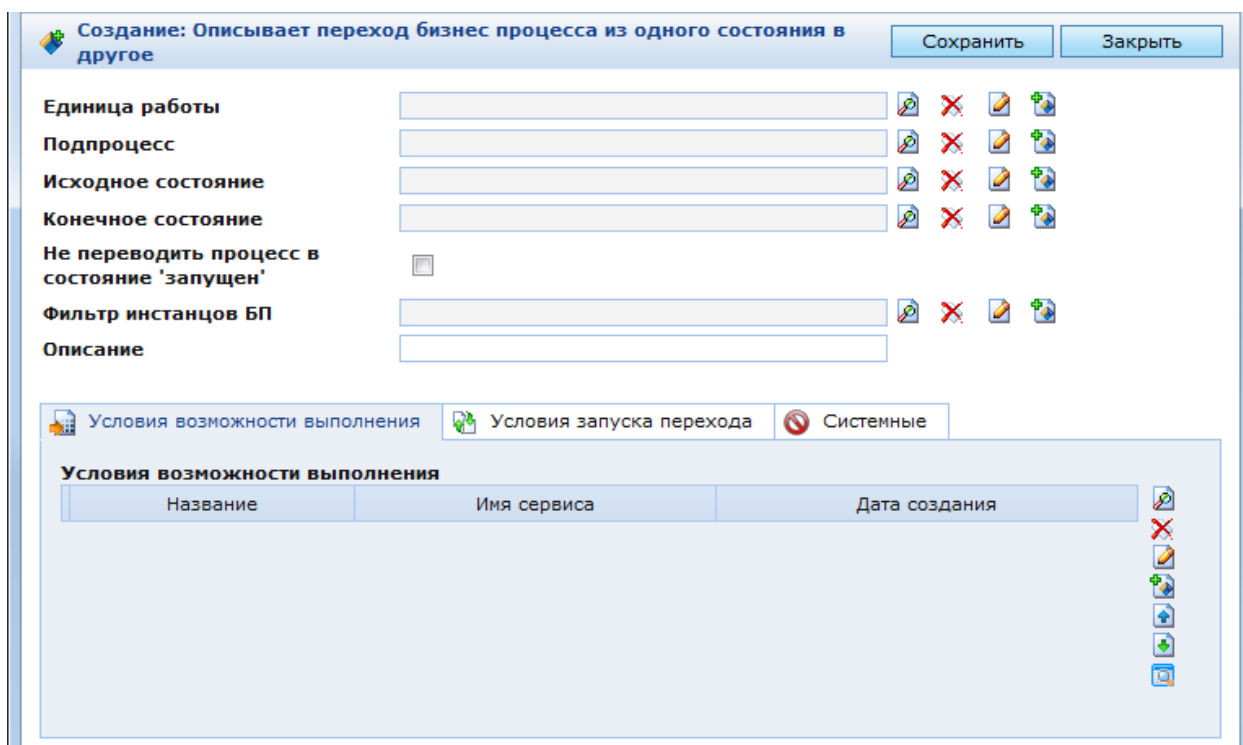 Создание: Описывает переход бизнес процесса из одного состояния в
другое
Сохранить
Закрыть
Единица работы
Подпроцесс
Исходное состояние
Конечное состояние
Не переводить процесс в
состояние 'запущен'
Фильтр инстанцов БП
Описание
Условия возможности выполнения
Условия запуска перехода
Системные
Условия возможности выполнения
Название
Имя сервиса
Дата создания